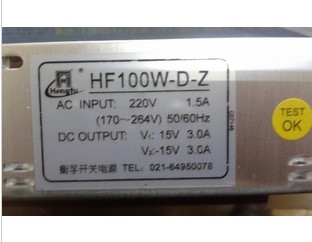 Hengfu
HF100W-D-Z
AC INPUT: 220V 1.5A
(170~264V) 50/60Hz
DC OUTPUT: V1: 15V 3.0A
V2:-15V 3.0A
衡孚开关电源 TEL: 021-64950078
TEST
OK